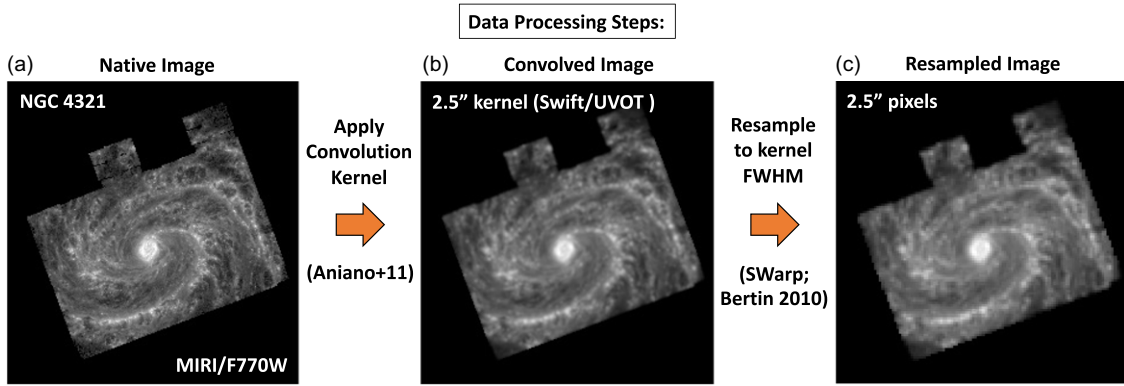 Data Processing Steps:
(a)
Native Image
NGC 4321
MIRI/F770W
Apply
Convolution
Kernel
(Aniano+11)
(b)
Convolved Image
2.5” kernel (Swift/UVOT )
Resample
to kernel
FWHM
(SWarp;
Bertin 2010)
(c)
Resampled Image
2.5” pixels